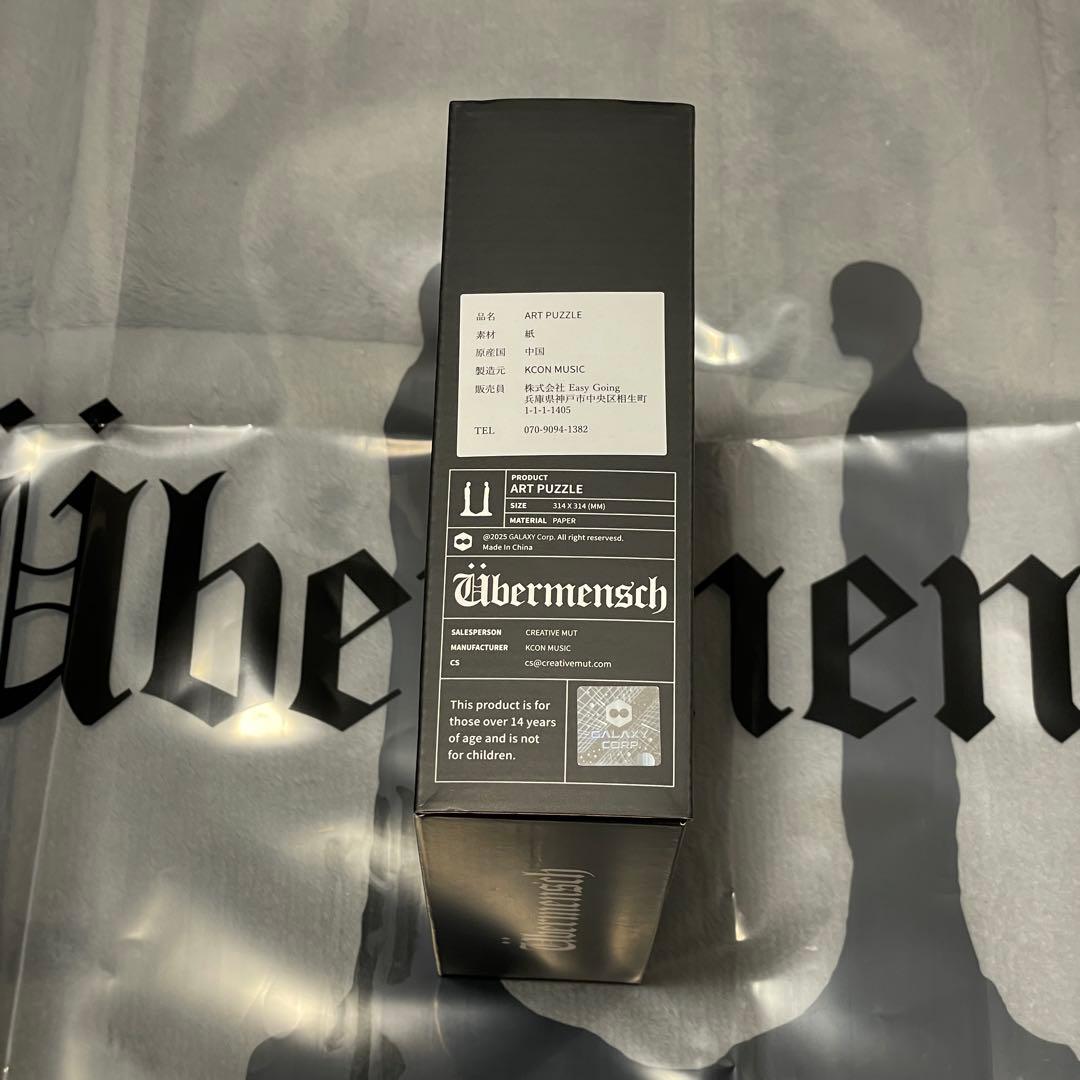 品名 ART PUZZLE
素材 紙
原産国 中国
製造元 KCON MUSIC
販売員 株式会社 Easy Going
兵庫県神戸市中央区相生町
1-1-1-1405
TEL 070-9094-1382
PRODUCT
ART PUZZLE
SIZE 314 X 314 (MM)
MATERIAL PAPER
@2025 GALAXY Corp. All right reservesd.
Made In China
Übermensch
SALESPERSON CREATIVE MUT
MANUFACTURER KCON MUSIC
CS cs@creativemut.com
This product is for
those over 14 years
of age and is not
for children.
GALAXY
CORP.
Übermensch
Übe
men